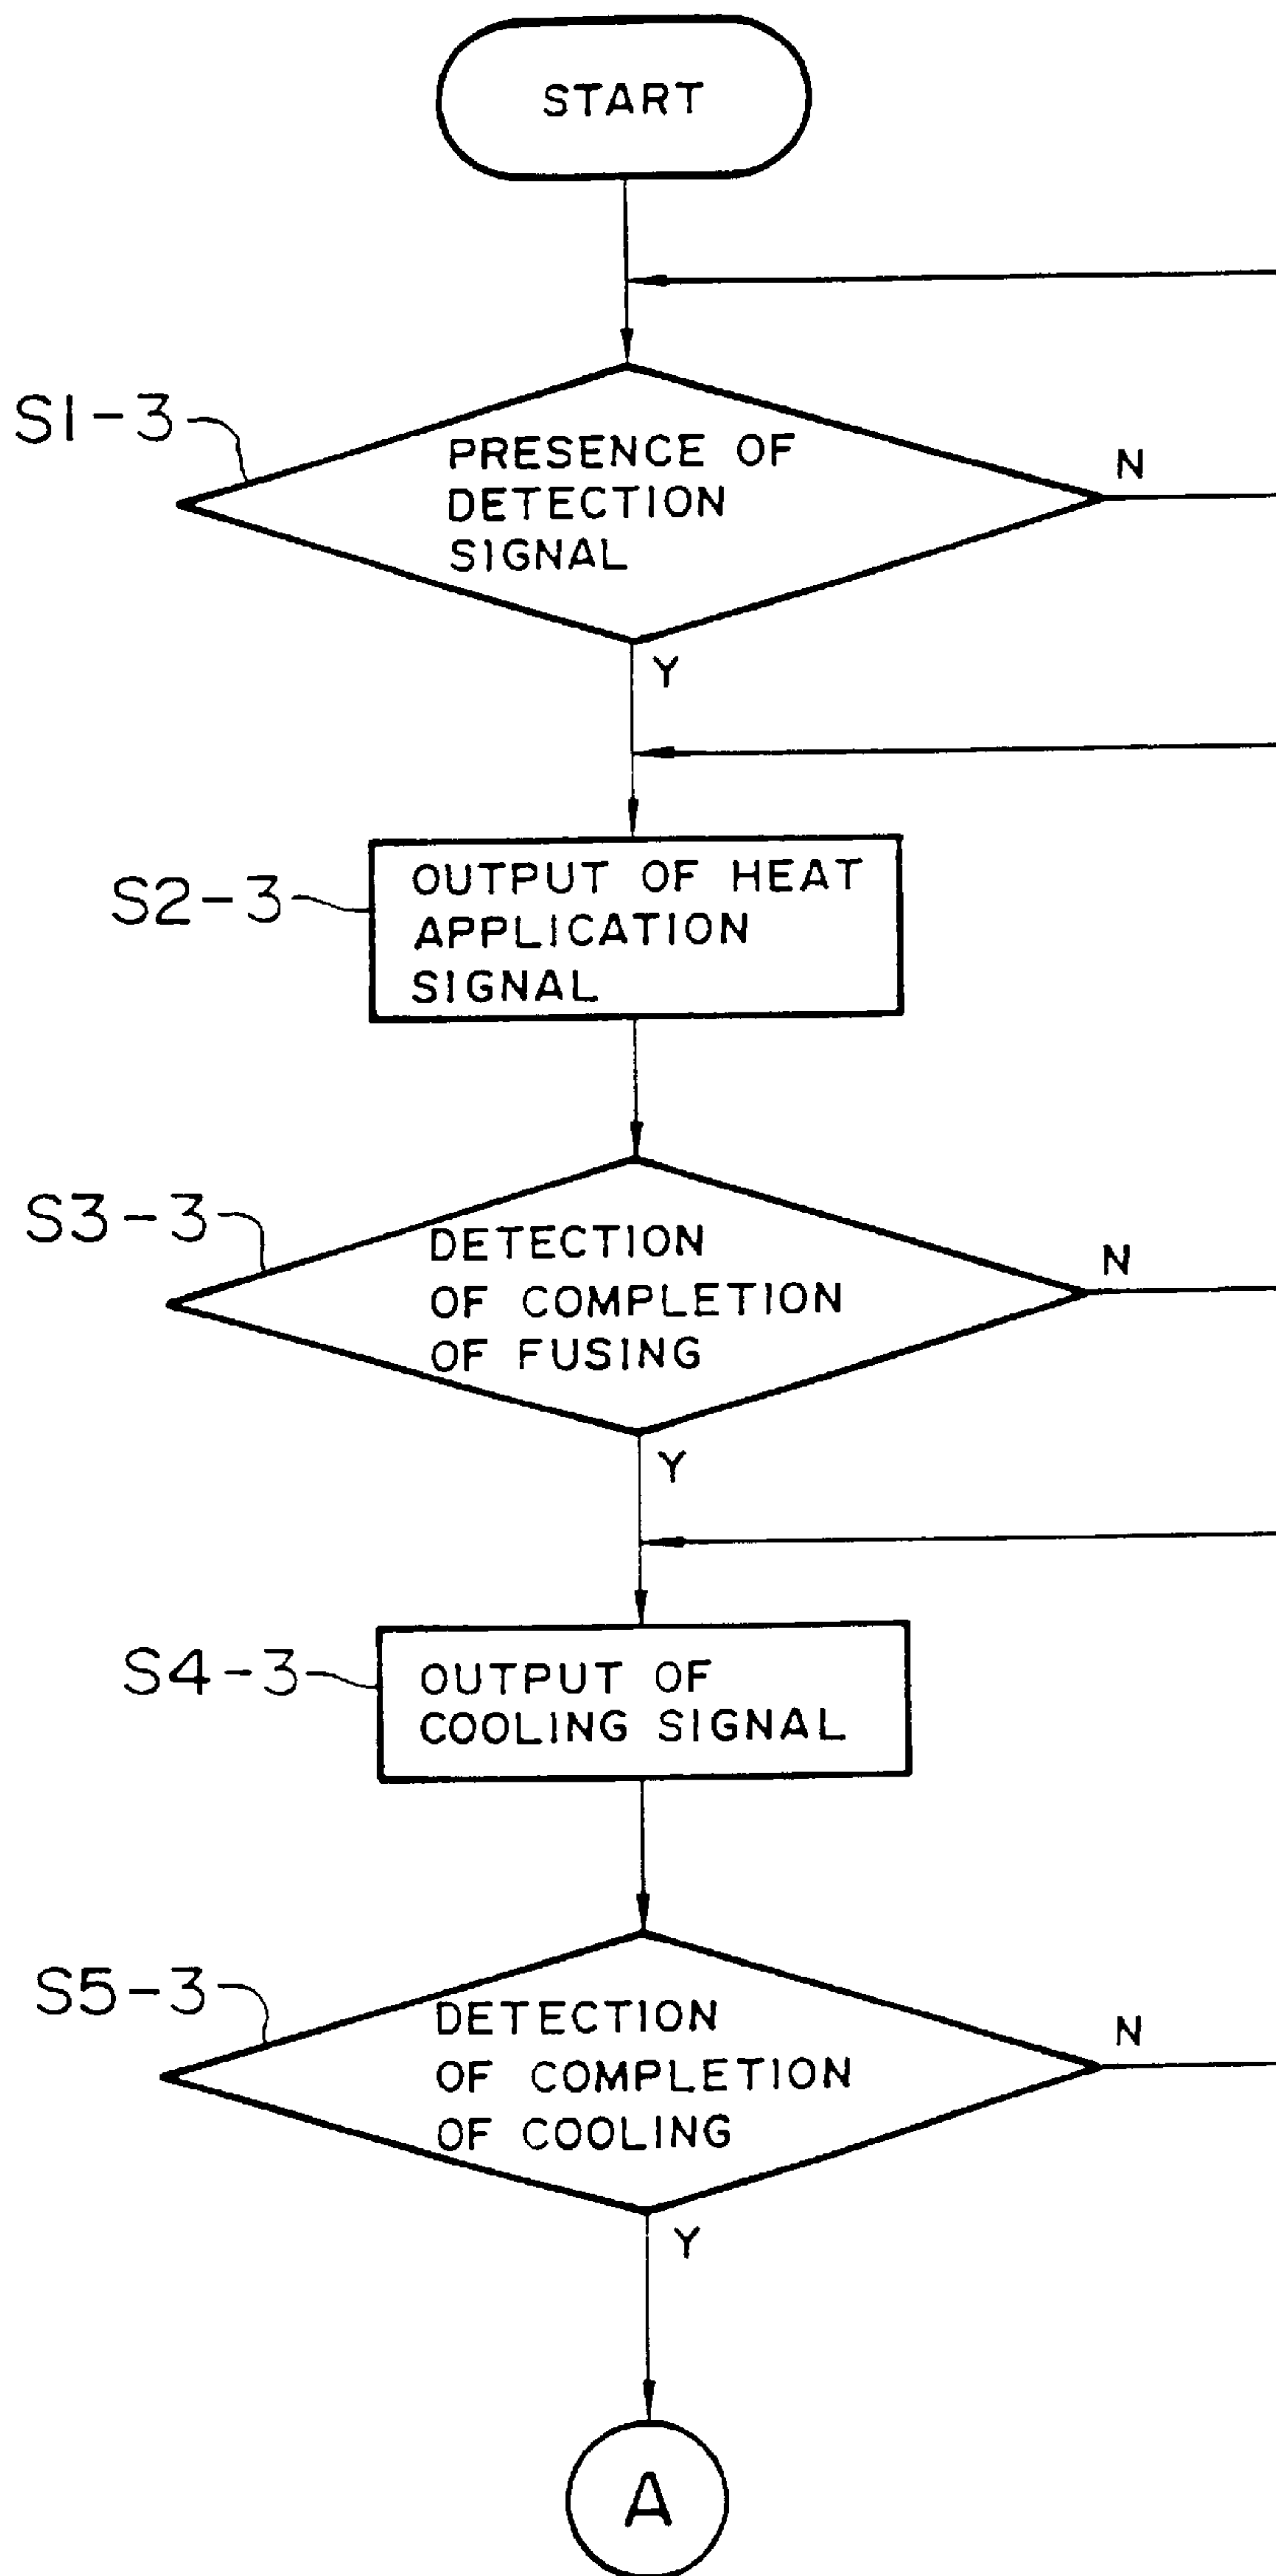 START
S1-3
PRESENCE OF
DETECTION
SIGNAL
N
Y
S2-3
OUTPUT OF HEAT
APPLICATION
SIGNAL
S3-3
DETECTION
OF COMPLETION
OF FUSING
N
Y
S4-3
OUTPUT OF
COOLING SIGNAL
S5-3
DETECTION
OF COMPLETION
OF COOLING
N
Y
A